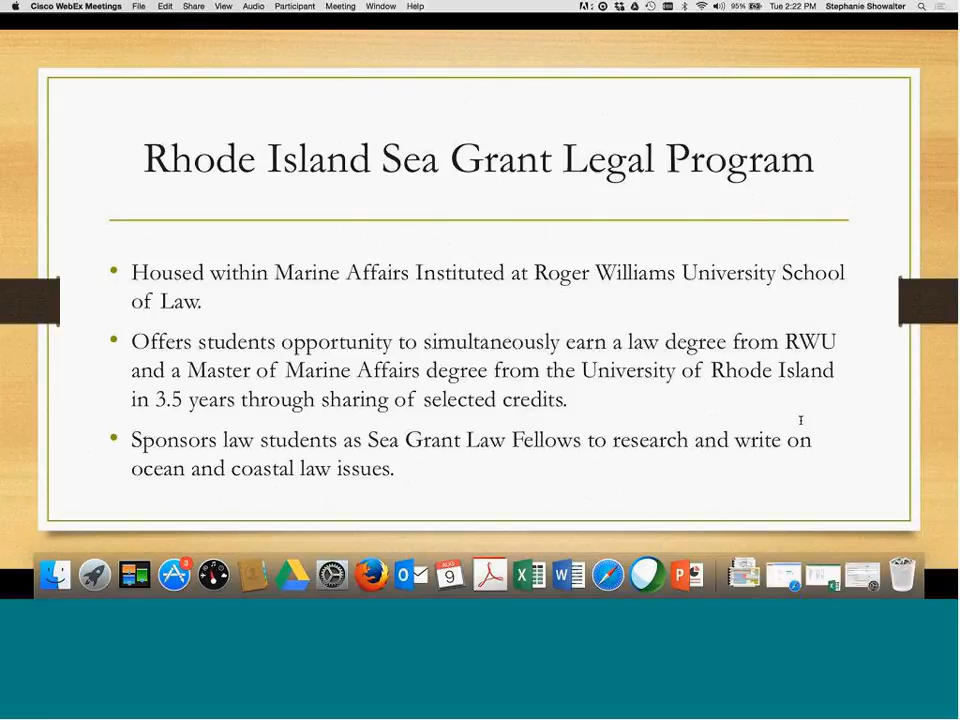 Cisco WebEx Meetings File Edit Share View Audio Participant Meeting Window Help 95% Tue 2:22 PM Stephanie Showalter
Rhode Island Sea Grant Legal Program
• Housed within Marine Affairs Instituted at Roger Williams University School
of Law.
• Offers students opportunity to simultaneously earn a law degree from RWU
and a Master of Marine Affairs degree from the University of Rhode Island
in 3.5 years through sharing of selected credits.
• Sponsors law students as Sea Grant Law Fellows to research and write on
ocean and coastal law issues.
3
AUG
9